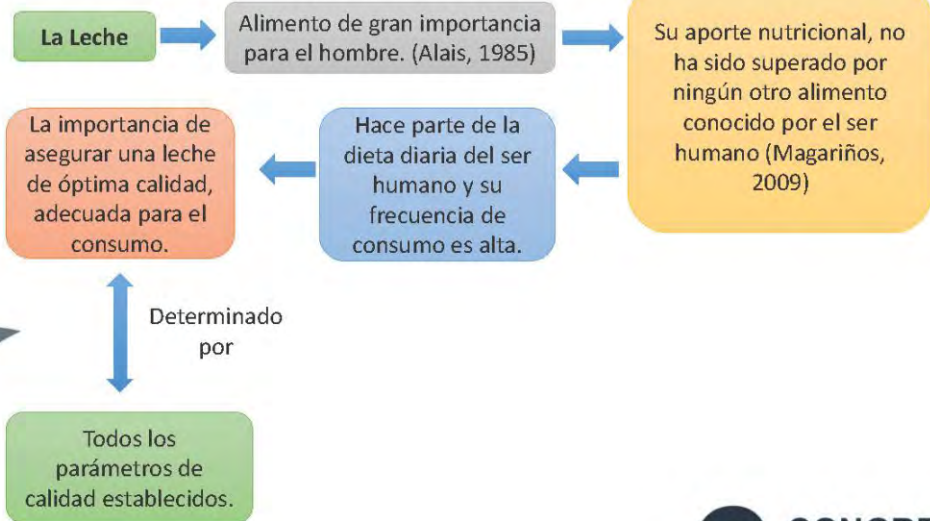 La Leche
Alimento de gran importancia
para el hombre. (Alais, 1985)
Su aporte nutricional, no
ha sido superado por
ningún otro alimento
conocido por el ser
humano (Magariños,
2009)
Hace parte de la
dieta diaria del ser
humano y su
frecuencia de
consumo es alta.
La importancia de
asegurar una leche
de óptima calidad,
adecuada para el
consumo.
Determinado
por
Todos los
parámetros de
calidad establecidos.